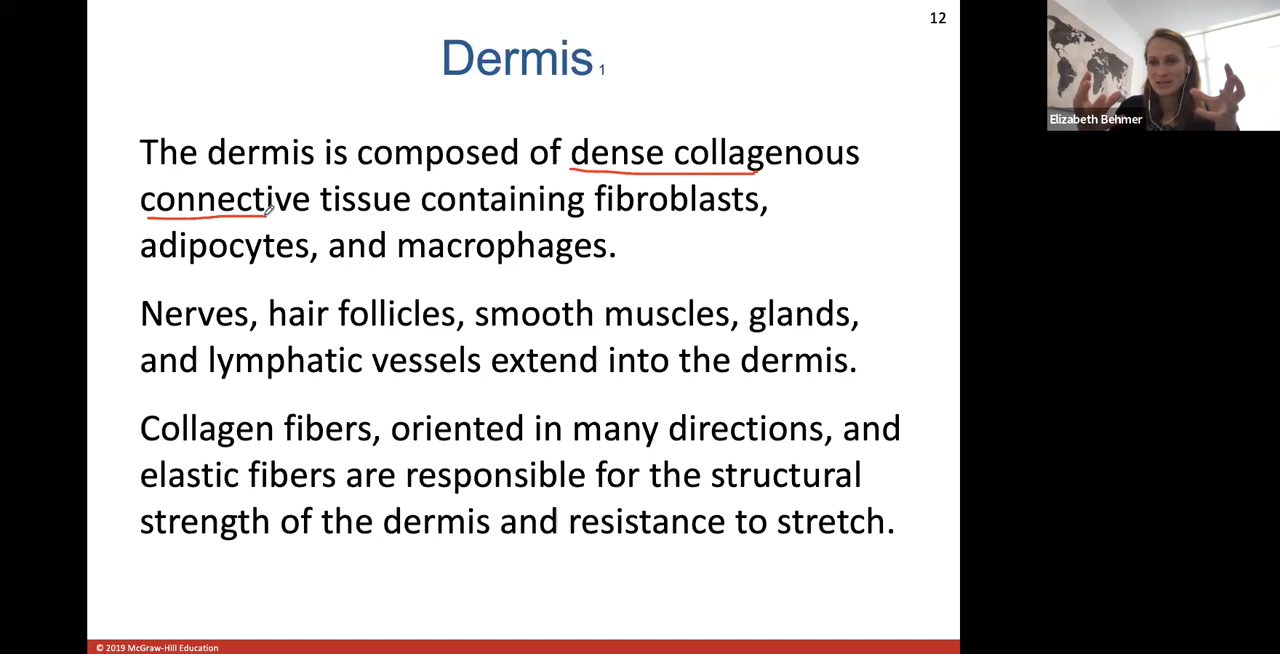 12
Dermis 1
The dermis is composed of dense collagenous
connective tissue containing fibroblasts,
adipocytes, and macrophages.
Nerves, hair follicles, smooth muscles, glands,
and lymphatic vessels extend into the dermis.
Collagen fibers, oriented in many directions, and
elastic fibers are responsible for the structural
strength of the dermis and resistance to stretch.
© 2019 McGraw-Hill Education
Elizabeth Behmer